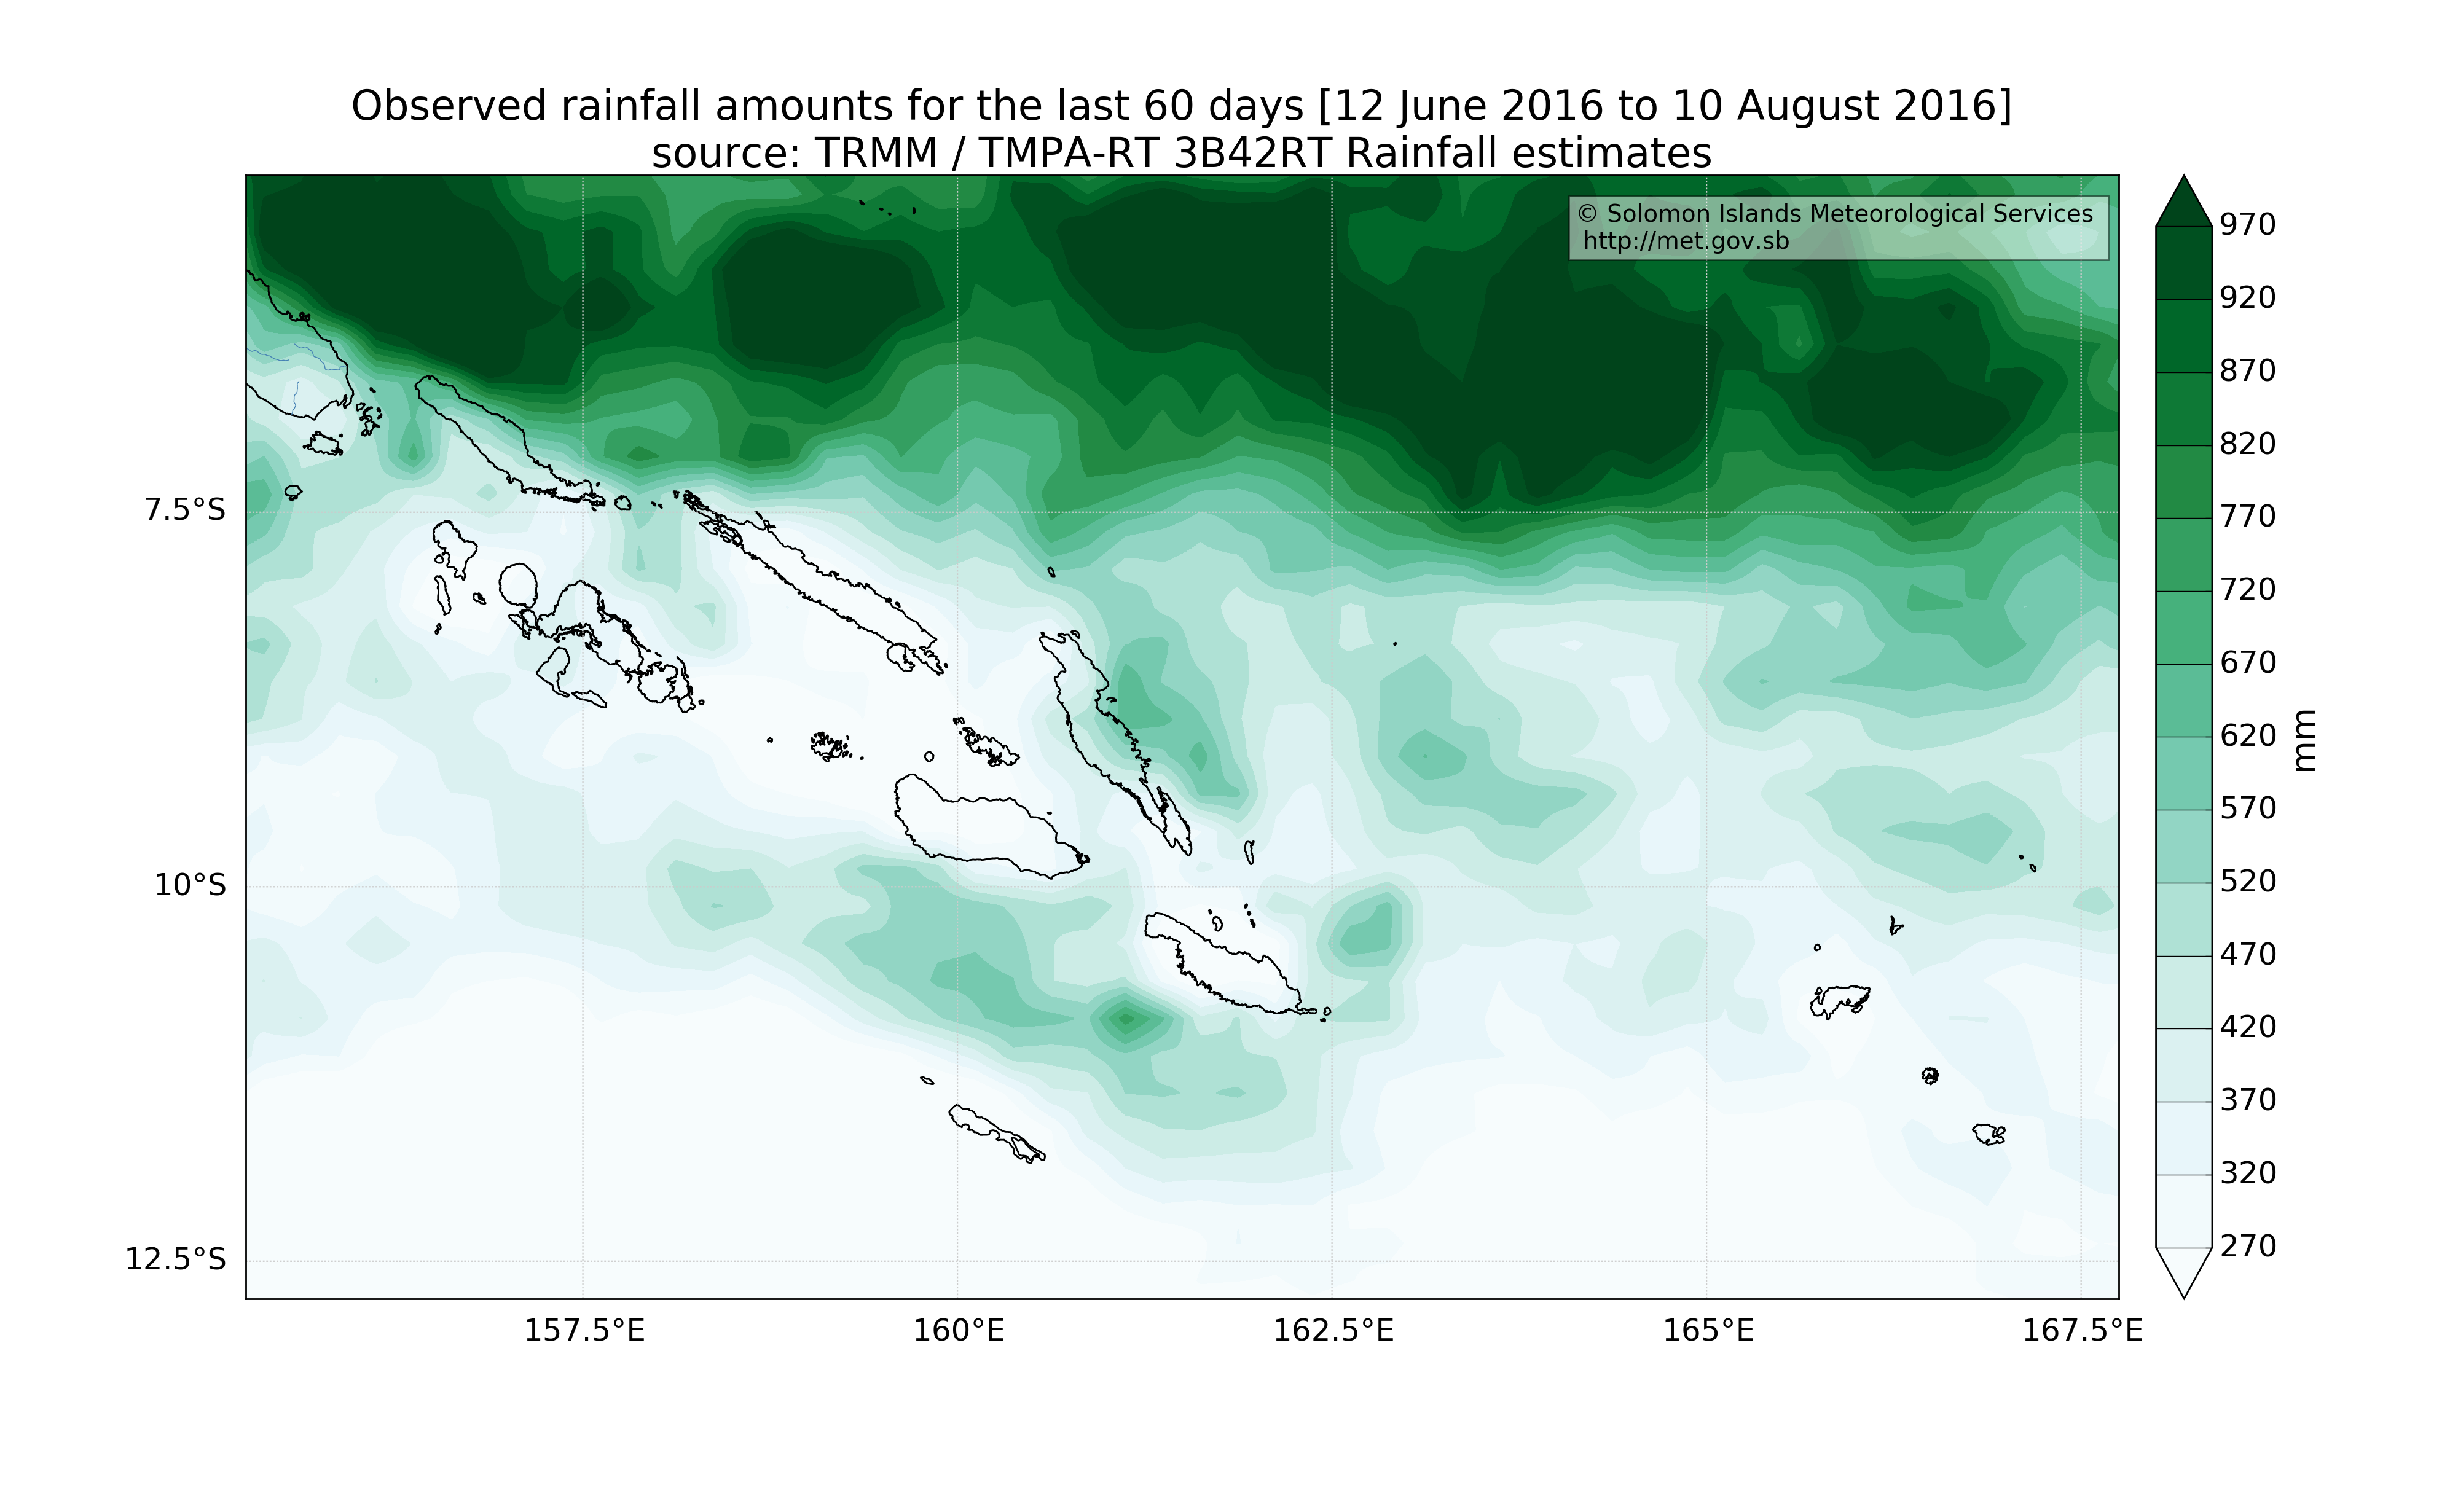 Observed rainfall amounts for the last 60 days [12 June 2016 to 10 August 2016]
source: TRMM / TMPA-RT 3B42RT Rainfall estimates
© Solomon Islands Meteorological Services
http://met.gov.sb
7.5°S
10°S
12.5°S
157.5°E
160°E
162.5°E
165°E
167.5°E
970
920
870
820
770
720
670
620
570
520
470
420
370
320
270
mm